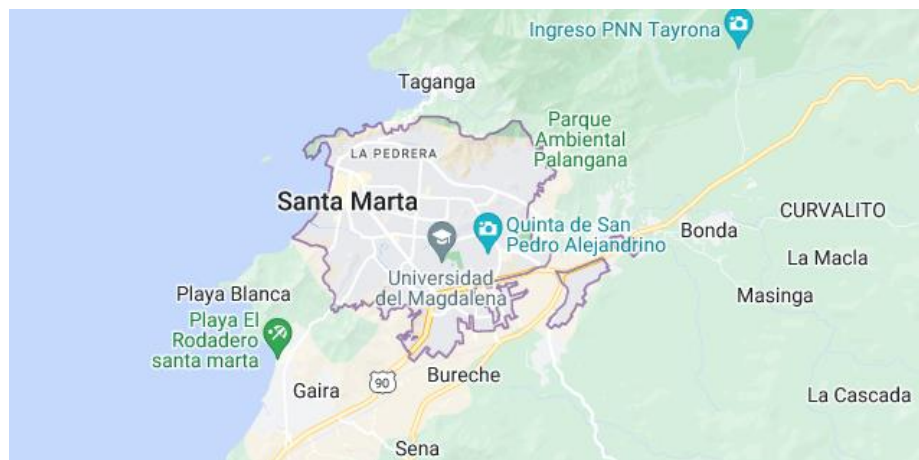 Ingreso PNN Tayrona
Taganga
Parque
Ambiental
Palangana
LA PEDRERA
Santa Marta
CURVALITO
Quinta de San
Pedro Alejandrino
Bonda
La Macla
Universidad
del Magdalena
Playa Blanca
Masinga
Playa El
Rodadero
santa marta
90
Bureche
Gaira
La Cascada
Sena